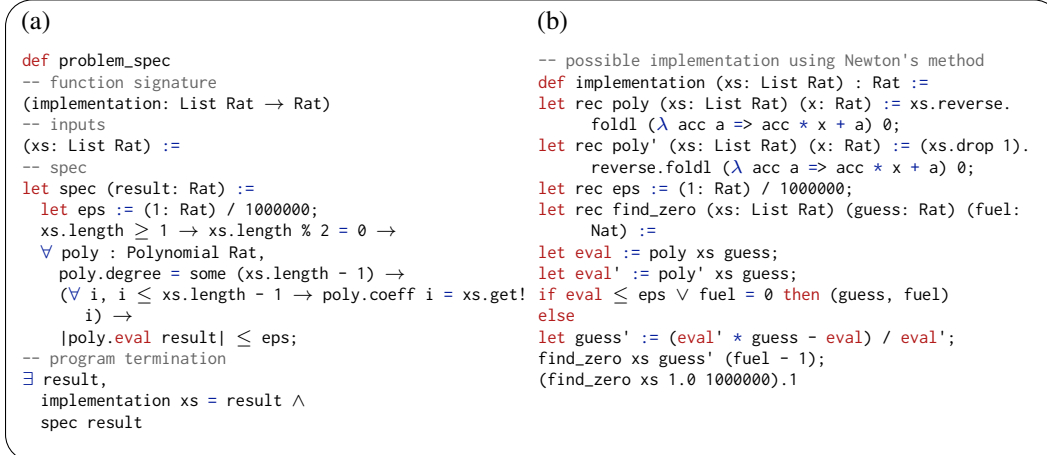 (a)
def problem_spec
-- function signature
(implementation: List Rat → Rat)
-- inputs
(xs: List Rat) :=
-- spec
let spec (result: Rat) :=
let eps := (1: Rat) / 1000000;
xs.length ≥ 1 → xs.length % 2 = 0 →
∀ poly : Polynomial Rat,
poly.degree = some (xs.length - 1) →
(∀ i, i ≤ xs.length - 1 → poly.coeff i = xs.get!
i) →
|poly.eval result| ≤ eps;
-- program termination
∃ result,
implementation xs = result ∧
spec result
(b)
-- possible implementation using Newton's method
def implementation (xs: List Rat) : Rat :=
let rec poly (xs: List Rat) (x: Rat) := xs.reverse.
foldl (λ acc a => acc * x + a) 0;
let rec poly' (xs: List Rat) (x: Rat) := (xs.drop 1).
reverse.foldl (λ acc a => acc * x + a) 0;
let rec eps := (1: Rat) / 1000000;
let rec find_zero (xs: List Rat) (guess: Rat) (fuel:
Nat) :=
let eval := poly xs guess;
let eval' := poly' xs guess;
if eval ≤ eps ∨ fuel = 0 then (guess, fuel)
else
let guess' := (eval' * guess - eval) / eval';
find_zero xs guess' (fuel - 1);
(find_zero xs 1.0 1000000).1